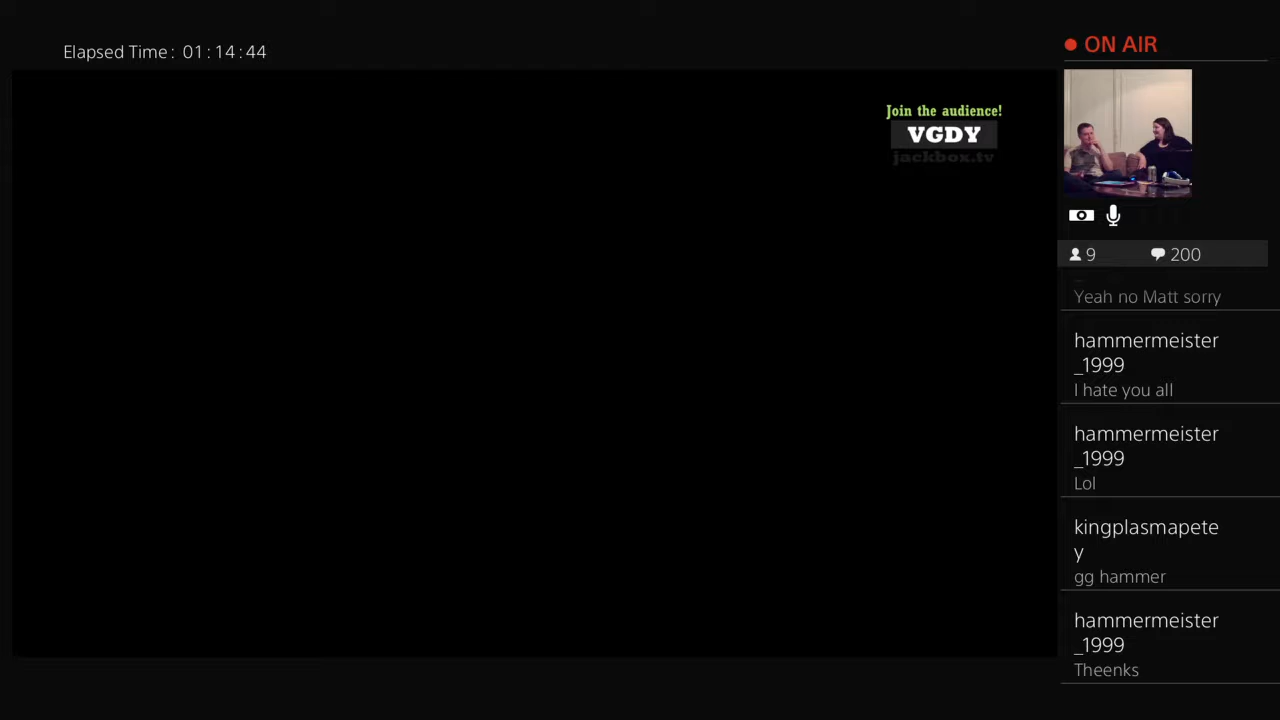 Elapsed Time: 01:14:44
ON AIR
Join the audience!
VGDY
jackbox.tv
9 200
Yeah no Matt sorry
hammermeister
_1999
I hate you all
hammermeister
_1999
Lol
kingplasmapete
y
gg hammer
hammermeister
_1999
Theenks